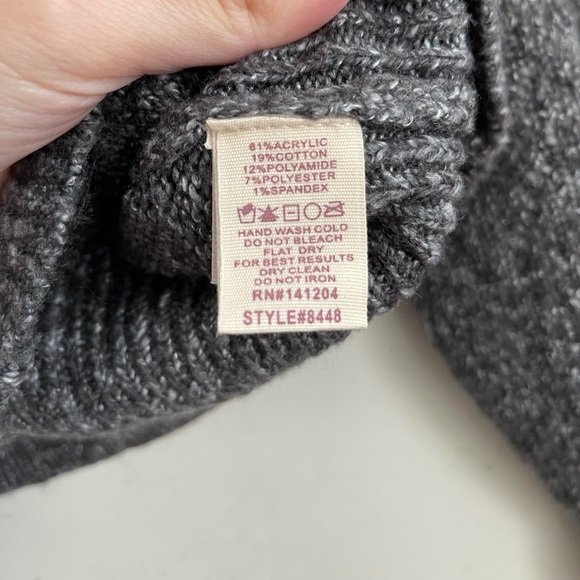 61%ACRYLIC
19%COTTON
12%POLYAMIDE
7%POLYESTER
1%SPANDEX
HAND WASH COLD
DO NOT BLEACH
FLAT DRY
FOR BEST RESULTS
DRY CLEAN
DO NOT IRON
RN#141204
STYLE#8448